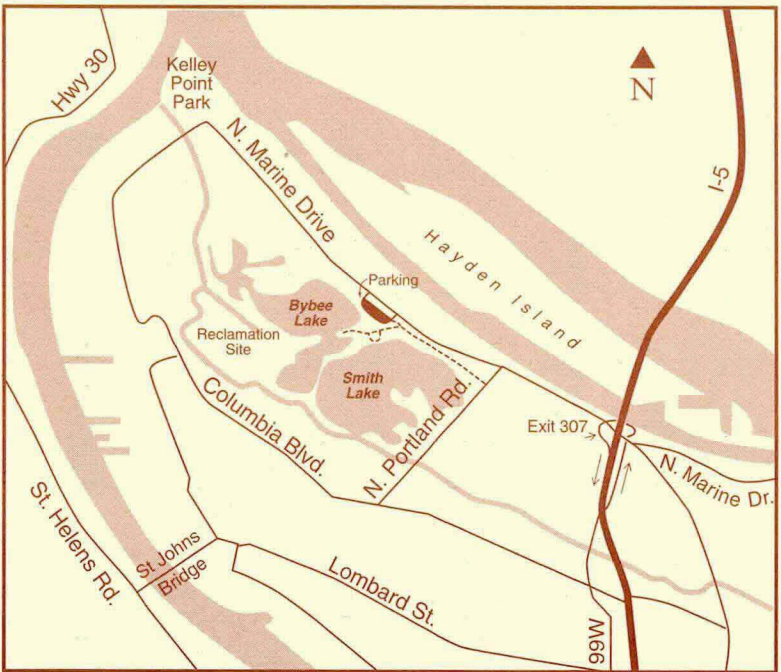 Hwy 30
Kelley
Point
Park
N
I-5
N. Marine Drive
Hayden Island
Parking
Bybee
Lake
Reclamation
Site
Smith
Lake
Columbia Blvd.
N. Portland Rd.
Exit 307
N. Marine Dr.
St. Helens Rd.
St Johns
Bridge
Lombard St.
99W